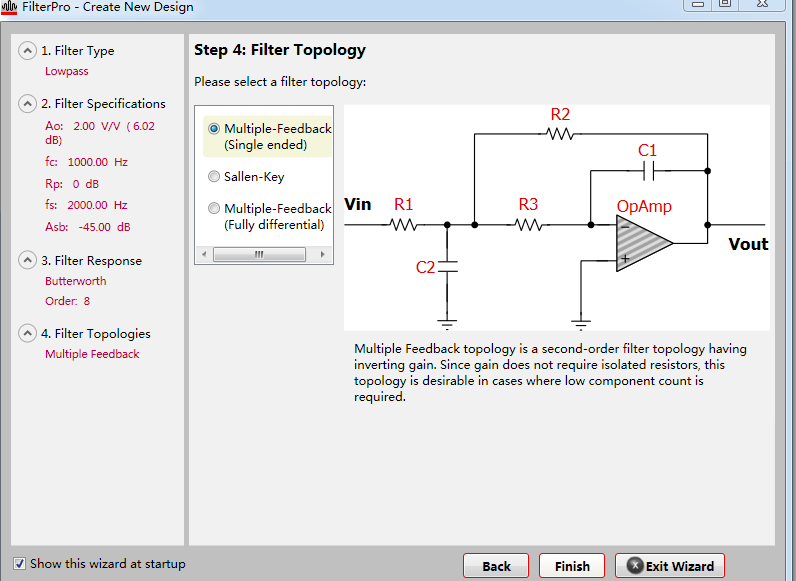 FilterPro - Create New Design
1. Filter Type
Lowpass
2. Filter Specifications
Ao: 2.00 V/V ( 6.02
dB)
fc: 1000.00 Hz
Rp: 0 dB
fs: 2000.00 Hz
Asb: -45.00 dB
3. Filter Response
Butterworth
Order: 8
4. Filter Topologies
Multiple Feedback
Step 4: Filter Topology
Please select a filter topology:
Multiple-Feedback
(Single ended)
Sallen-Key
Multiple-Feedback
(Fully differential)
R2
C1
Vin R1 R3 OpAmp
C2
Vout
Multiple Feedback topology is a second-order filter topology having
inverting gain. Since gain does not require isolated resistors, this
topology is desirable in cases where low component count is
required.
Show this wizard at startup
Back Finish Exit Wizard